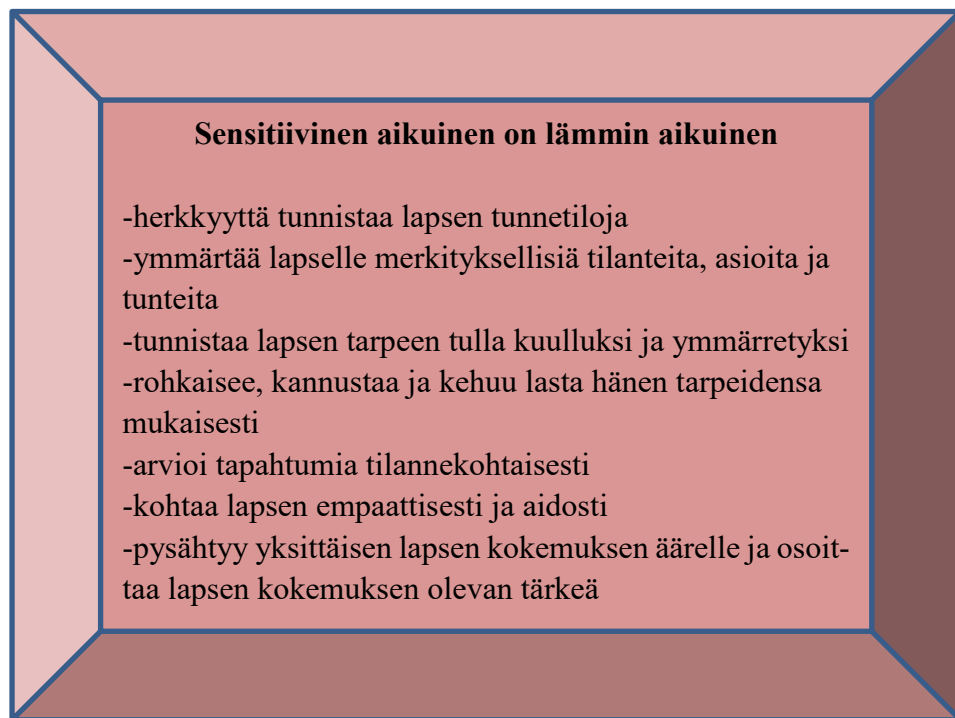 Sensitiivinen aikuinen on lämmin aikuinen
-herkkyyttä tunnistaa lapsen tunnetiloja
-ymmärtää lapselle merkityksellisiä tilanteita, asioita ja
tunteita
-tunnistaa lapsen tarpeen tulla kuulluksi ja ymmärretyksi
-rohkaisee, kannustaa ja kehuu lasta hänen tarpeidensa
mukaisesti
-arvioi tapahtumia tilannekohtaisesti
-kohtaa lapsen empaattisesti ja aidosti
-pysähtyy yksittäisen lapsen kokemuksen äärelle ja osoit-
taa lapsen kokemuksen olevan tärkeä